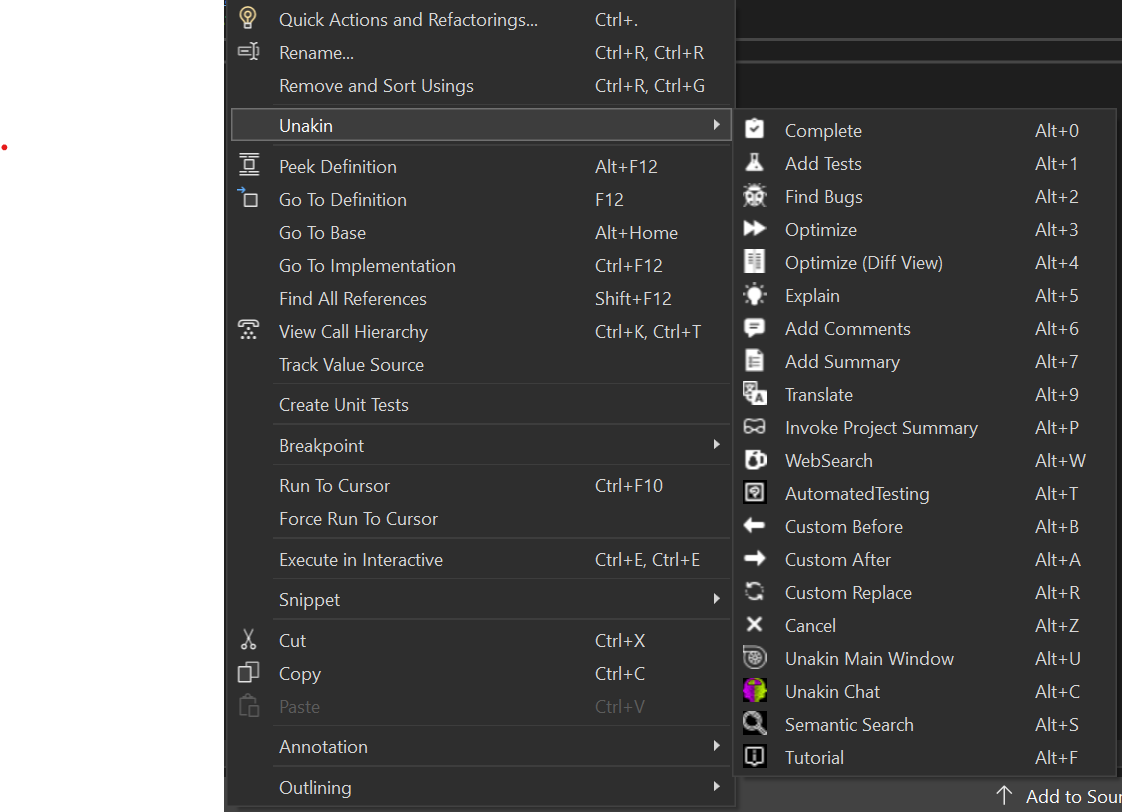 Quick Actions and Refactorings... Ctrl+.
Rename... Ctrl+R, Ctrl+R
Remove and Sort Usings Ctrl+R, Ctrl+G
Unakin
Peek Definition Alt+F12
Go To Definition F12
Go To Base Alt+Home
Go To Implementation Ctrl+F12
Find All References Shift+F12
View Call Hierarchy Ctrl+K, Ctrl+T
Track Value Source
Create Unit Tests
Breakpoint
Run To Cursor Ctrl+F10
Force Run To Cursor
Execute in Interactive Ctrl+E, Ctrl+E
Snippet
Cut Ctrl+X
Copy Ctrl+C
Paste Ctrl+V
Annotation
Outlining
Complete Alt+0
Add Tests Alt+1
Find Bugs Alt+2
Optimize Alt+3
Optimize (Diff View) Alt+4
Explain Alt+5
Add Comments Alt+6
Add Summary Alt+7
Translate Alt+9
Invoke Project Summary Alt+P
WebSearch Alt+W
AutomatedTesting Alt+T
Custom Before Alt+B
Custom After Alt+A
Custom Replace Alt+R
Cancel Alt+Z
Unakin Main Window Alt+U
Unakin Chat Alt+C
Semantic Search Alt+S
Tutorial Alt+F
Add to Sour